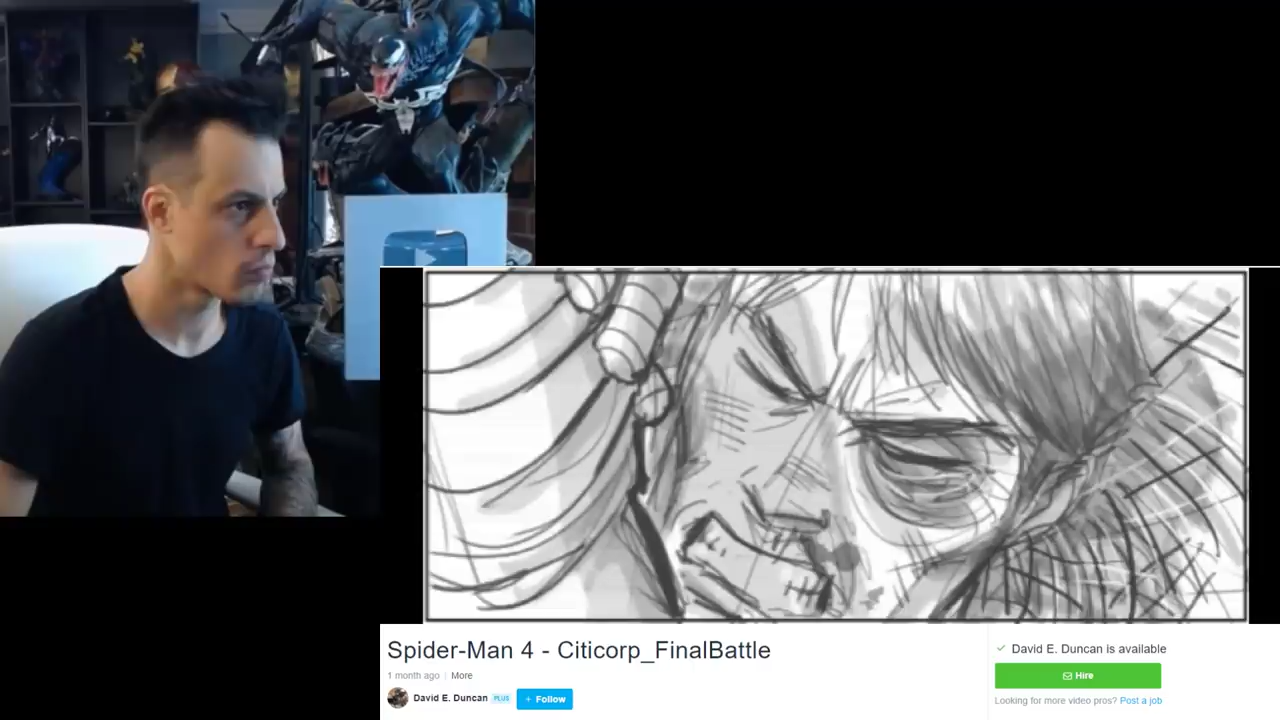 Spider-Man 4 - Citicorp_FinalBattle
1 month ago | More
David E. Duncan PLUS + Follow
David E. Duncan is available
Hire
Looking for more video pros? Post a job